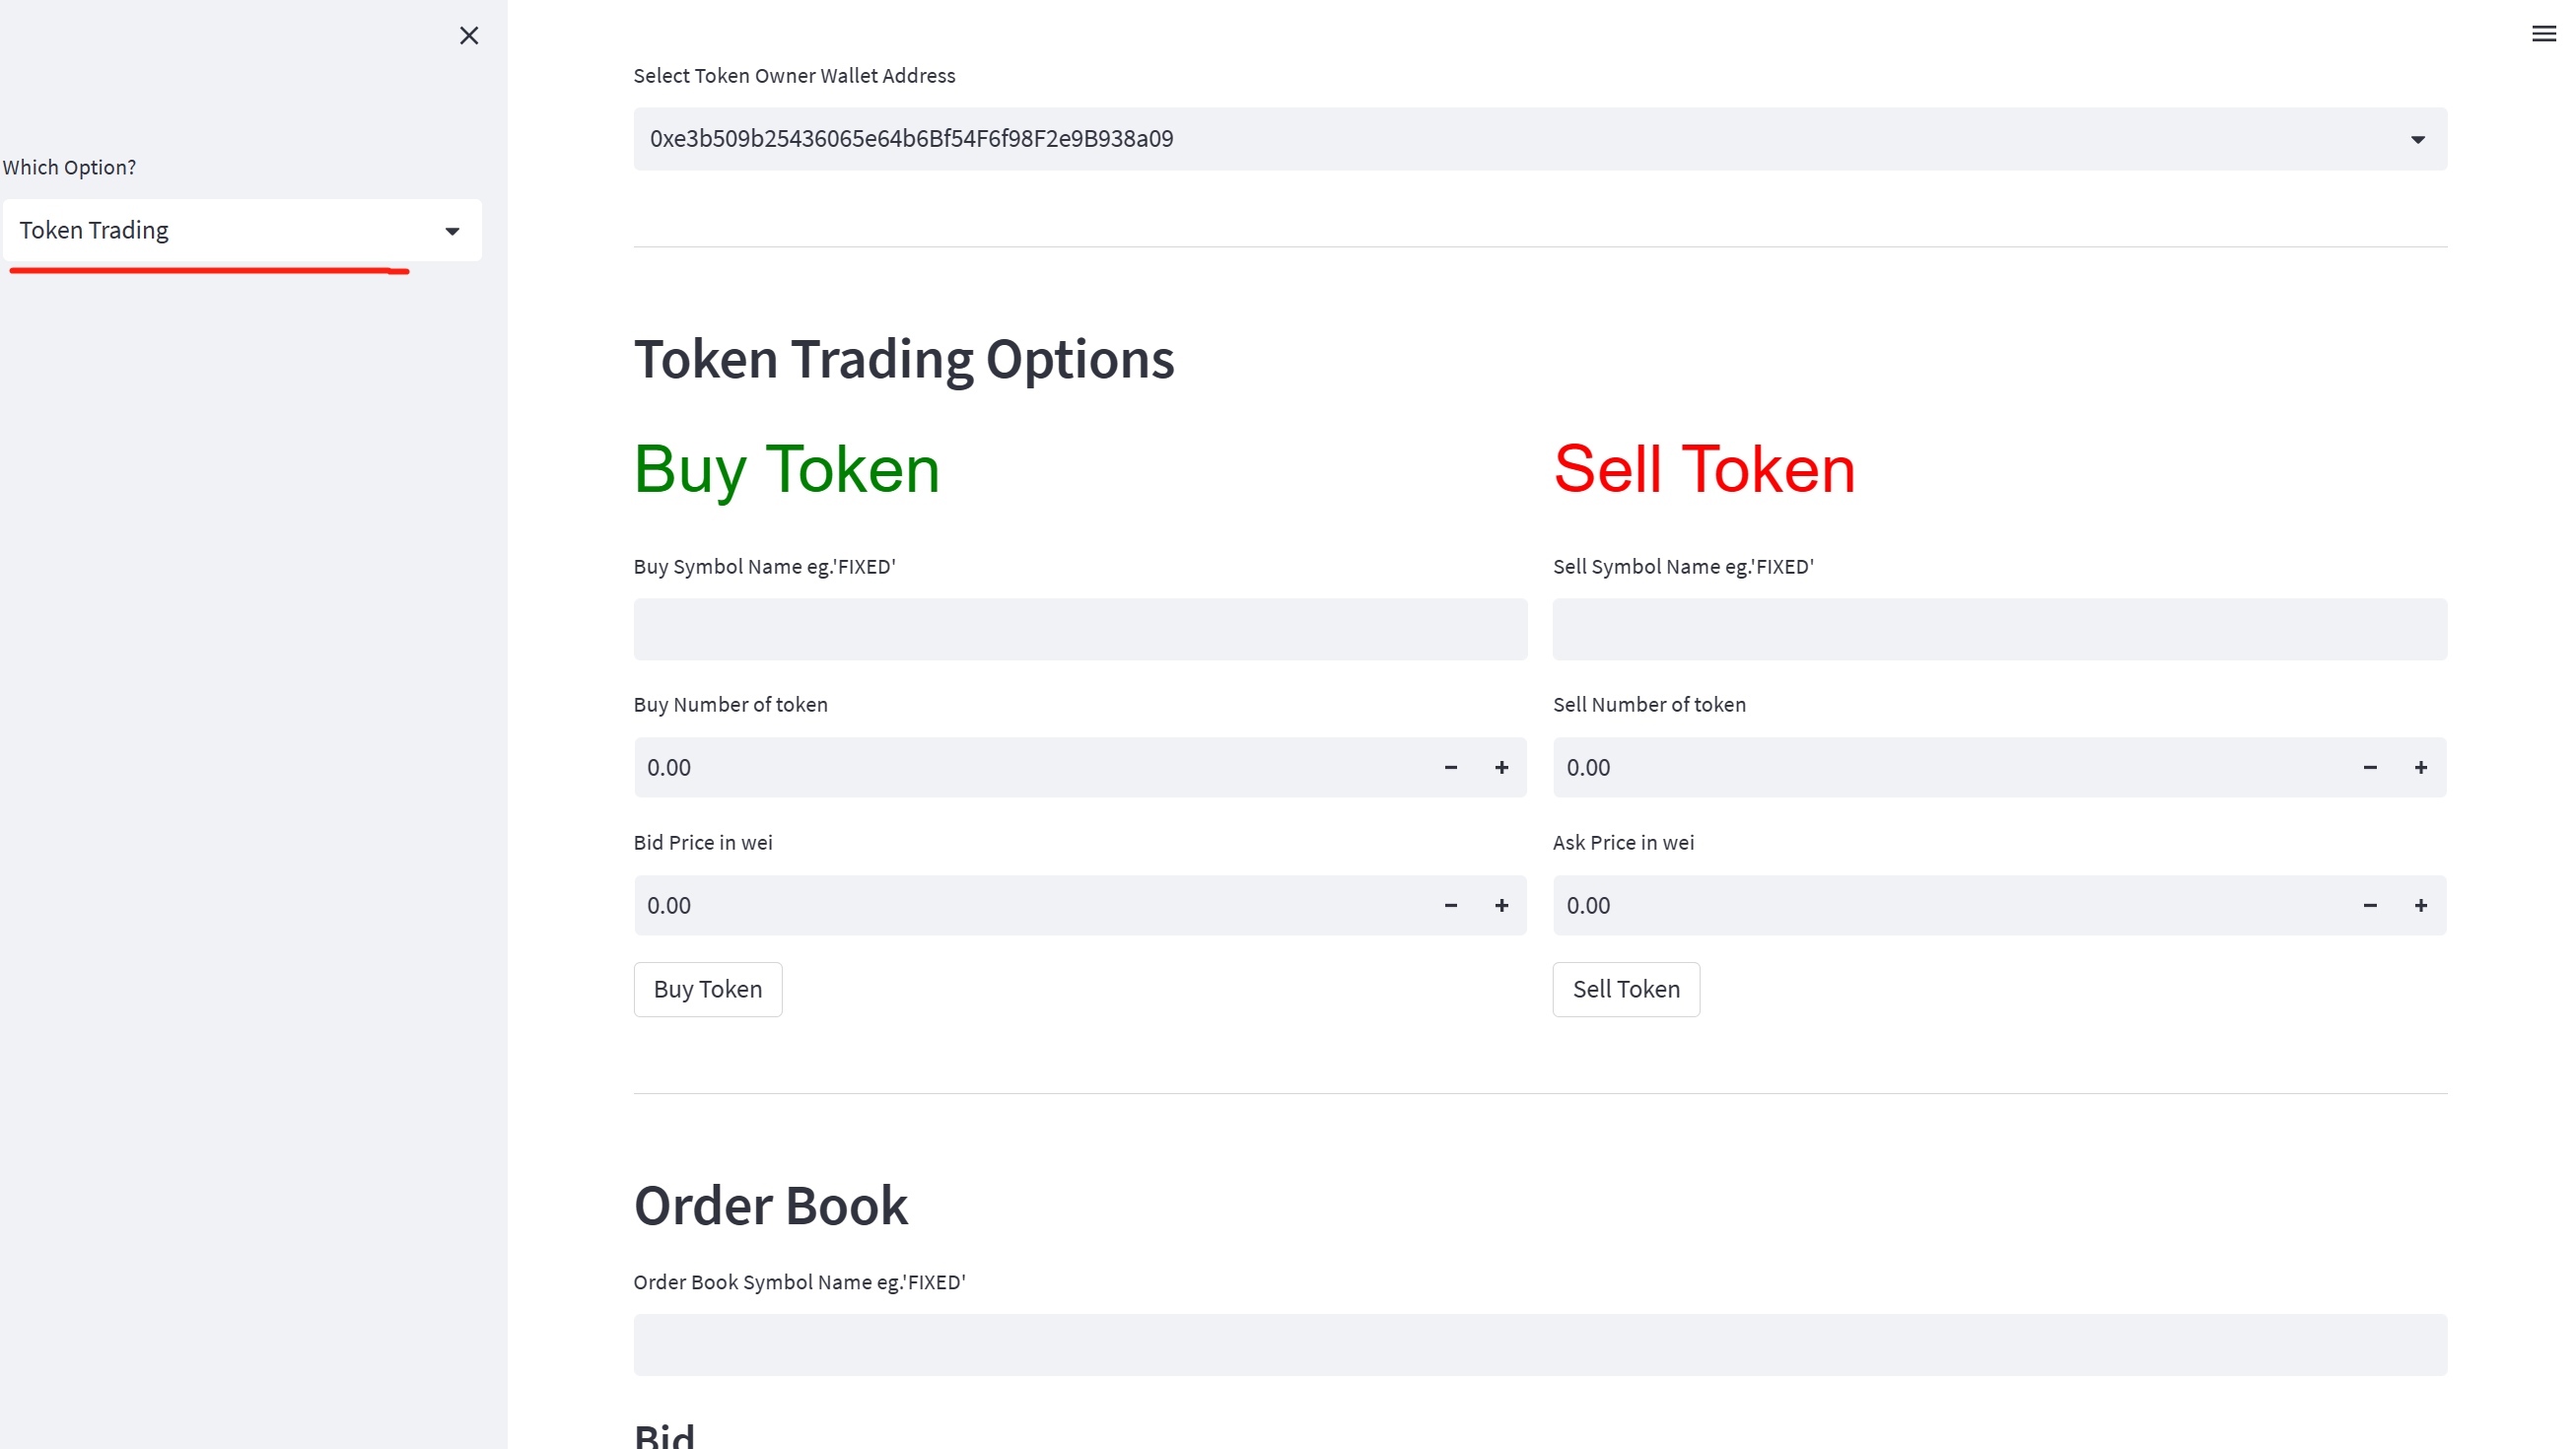 Which Option?
Token Trading
Select Token Owner Wallet Address
0xe3b509b25436065e64b6Bf54F6f98F2e9B938a09
Token Trading Options
Buy Token
Sell Token
Buy Symbol Name eg.'FIXED'
Sell Symbol Name eg.'FIXED'
Buy Number of token
Sell Number of token
0.00
0.00
Bid Price in wei
Ask Price in wei
0.00
0.00
Buy Token
Sell Token
Order Book
Order Book Symbol Name eg.'FIXED'
Bid